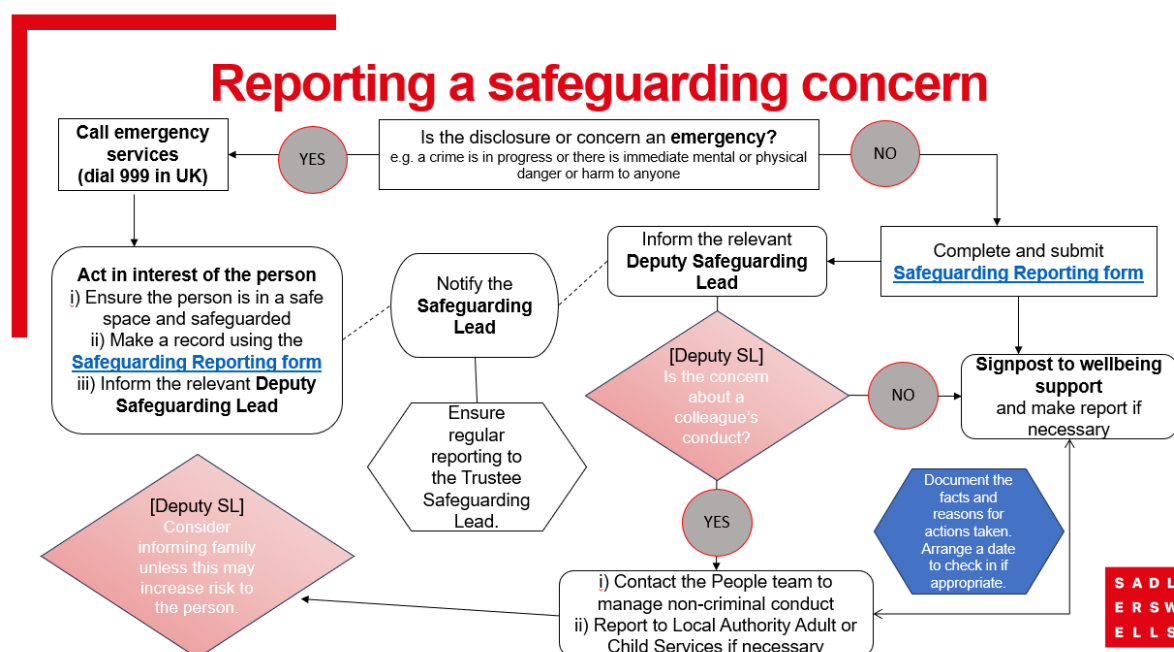 Reporting a safeguarding concern
Call emergency
services
(dial 999 in UK)
YES
Is the disclosure or concern an emergency?
e.g. a crime is in progress or there is immediate mental or physical
danger or harm to anyone
NO
Act in interest of the person
i) Ensure the person is in a safe
space and safeguarded
ii) Make a record using the
Safeguarding Reporting form
iii) Inform the relevant Deputy
Safeguarding Lead
Notify the
Safeguarding
Lead
Inform the relevant
Deputy Safeguarding
Lead
Complete and submit
Safeguarding Reporting form
[Deputy SL]
Is the concern
about a
colleague's
conduct?
NO
Signpost to wellbeing
support
and make report if
necessary
Ensure
regular
reporting to
the Trustee
Safeguarding
Lead.
[Deputy SL]
Consider
informing family
unless this may
increase risk to
the person.
YES
Document the
facts and
reasons for
actions taken.
Arrange a date
to check in if
appropriate.
i) Contact the People team to
manage non-criminal conduct
ii) Report to Local Authority Adult or
Child Services if necessary
SADL
ERSW
ELLS